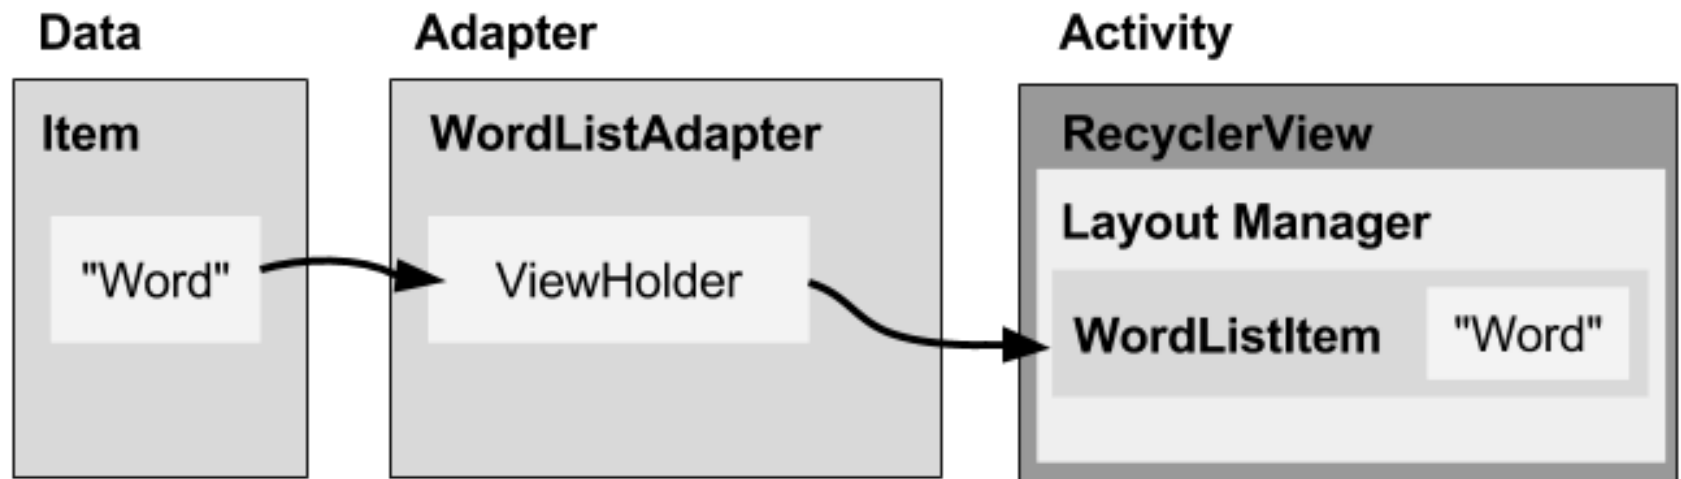 Data
Adapter
Activity
Item
WordListAdapter
RecyclerView
Layout Manager
"Word"
ViewHolder
WordListItem
"Word"